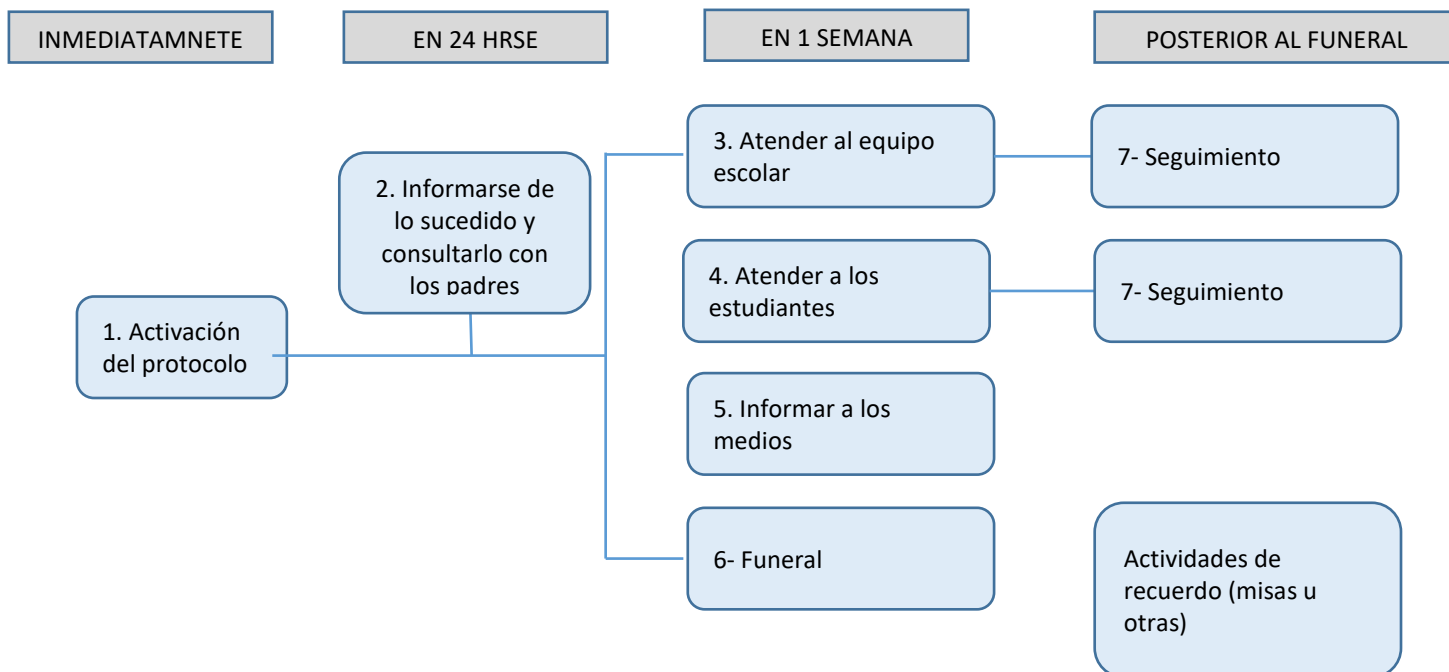 INMEDIATAMNETE
EN 24 HRSE
EN 1 SEMANA
POSTERIOR AL FUNERAL
1. Activación
del protocolo
2. Informarse de
lo sucedido y
consultarlo con
los padres
3. Atender al equipo
escolar
7- Seguimiento
4. Atender a los
estudiantes
7- Seguimiento
5. Informar a los
medios
6- Funeral
Actividades de
recuerdo (misas u
otras)